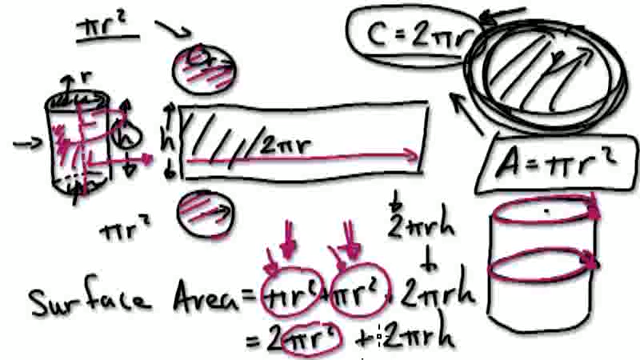 πr²
C = 2πr
r
h
h
2πr
r
A = πr²
πr²
2πrh
Surface Area = πr² + πr² + 2πrh
= 2πr² + 2πrh